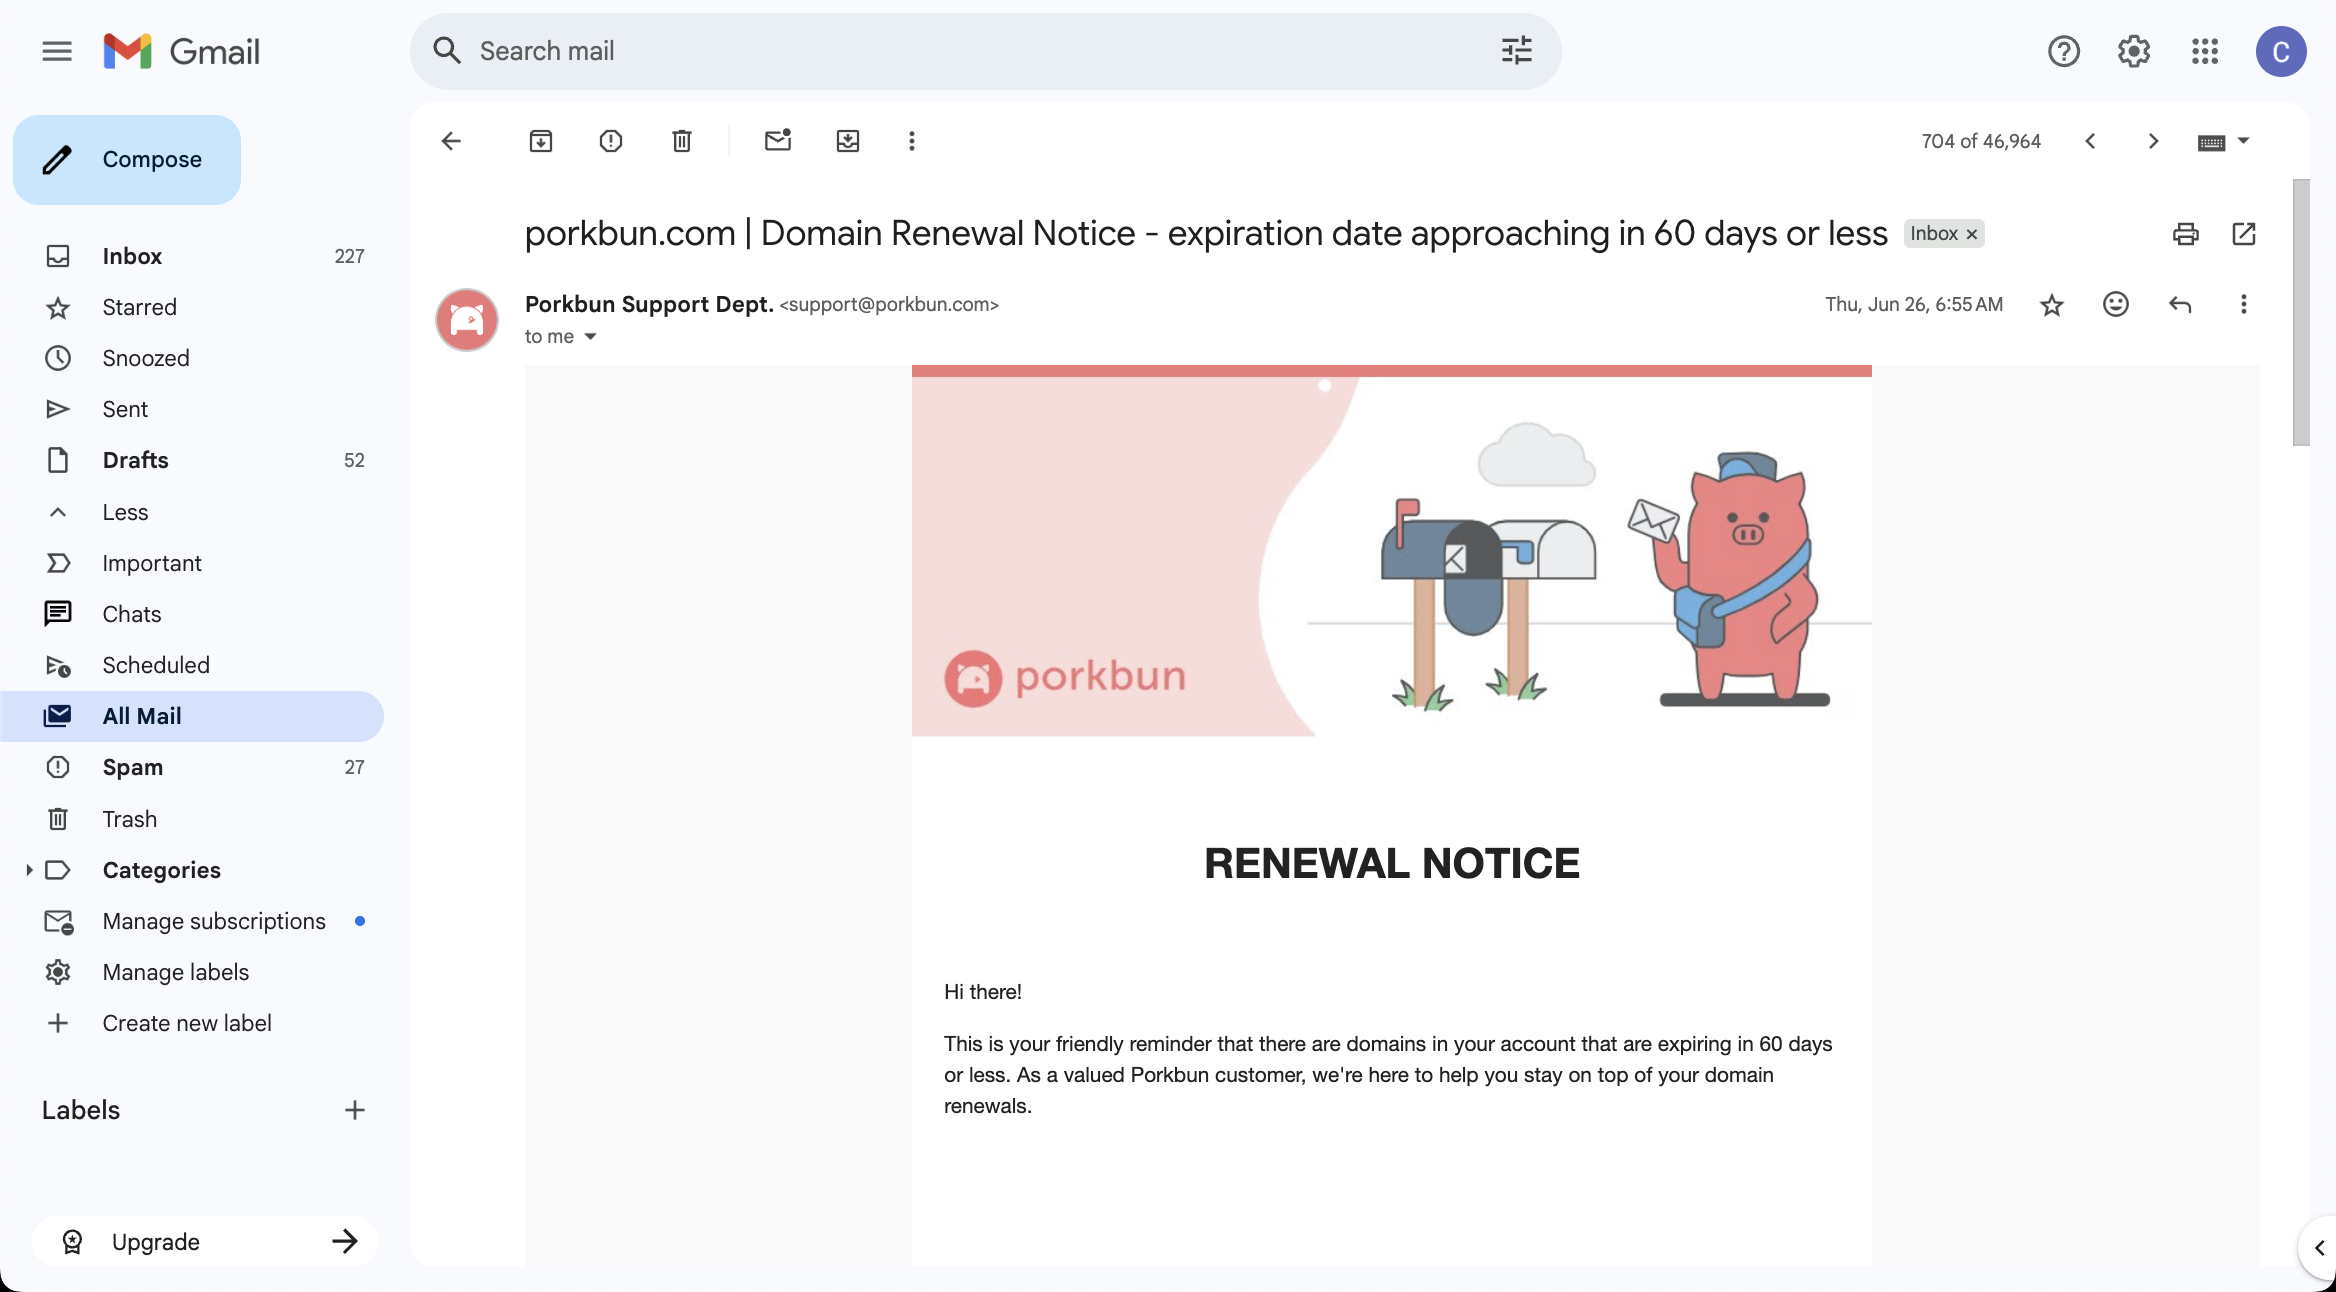 Gmail
Search mail
C
Compose
704 of 46,964
Inbox 227
Starred
Snoozed
Sent
Drafts 52
Less
Important
Chats
Scheduled
All Mail
Spam 27
Trash
Categories
Manage subscriptions
Manage labels
Create new label
Labels
Upgrade
porkbun.com | Domain Renewal Notice - expiration date approaching in 60 days or less Inbox ×
Porkbun Support Dept. <support@porkbun.com> Thu, Jun 26, 6:55 AM
to me
porkbun
RENEWAL NOTICE
Hi there!
This is your friendly reminder that there are domains in your account that are expiring in 60 days
or less. As a valued Porkbun customer, we're here to help you stay on top of your domain
renewals.